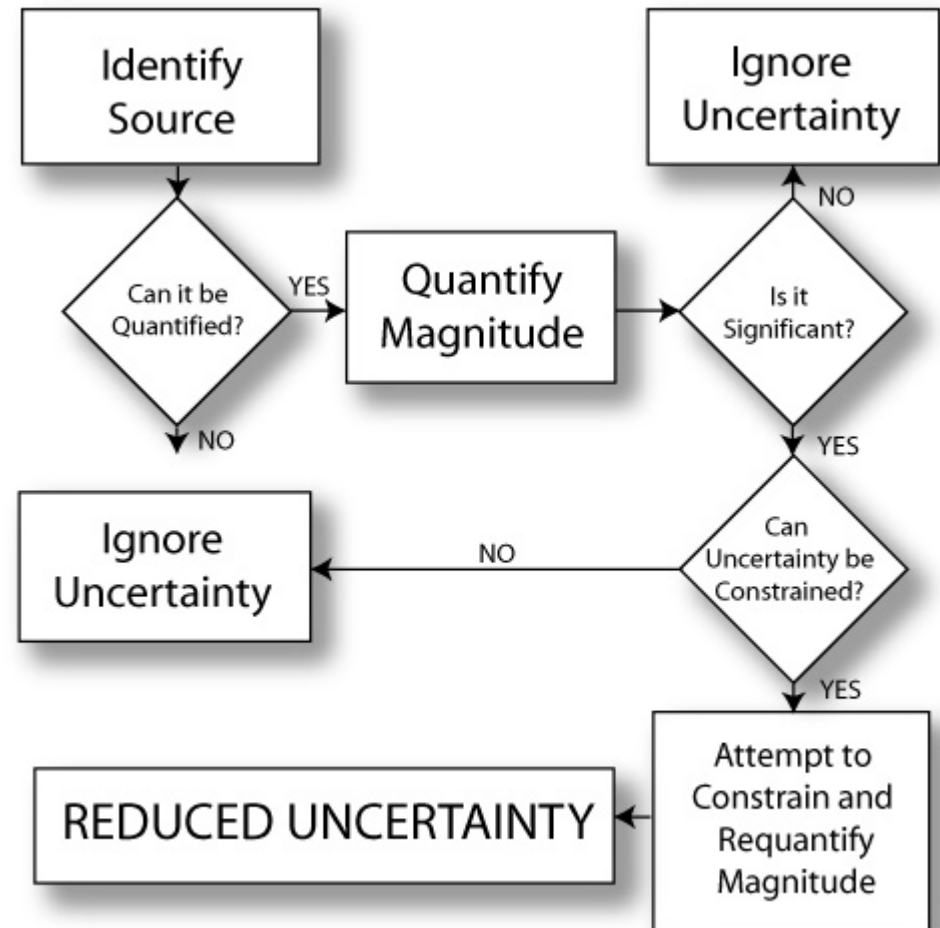 Identify
Source
Can it be
Quantified?
YES
NO
Quantify
Magnitude
Is it
Significant?
NO
Ignore
Uncertainty
YES
Can
Uncertainty be
Constrained?
NO
Ignore
Uncertainty
YES
Attempt to
Constrain and
Requantify
Magnitude
REDUCED UNCERTAINTY